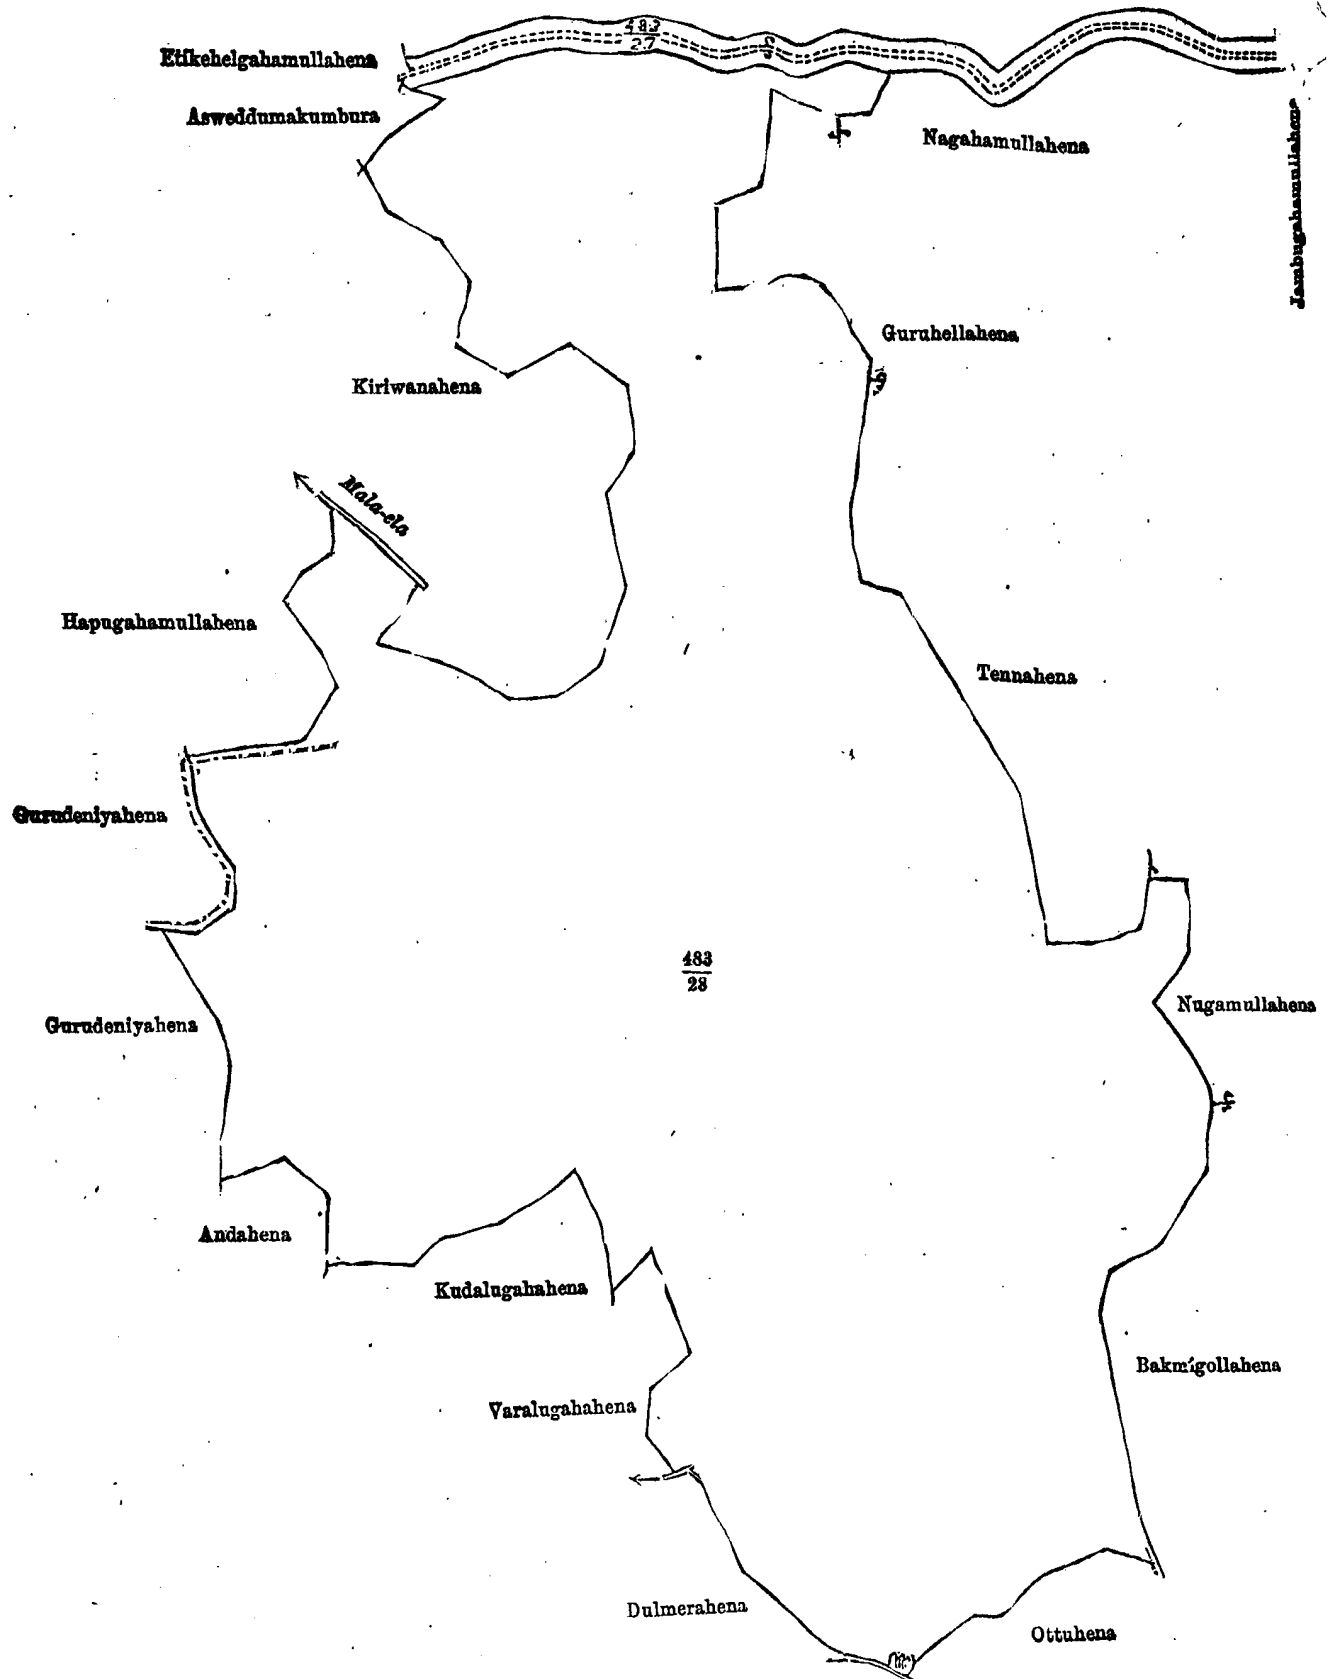 483
27
Etikehelgahamullahena
Asweddumakumbura
Nagahamullahena
Jambugahamullahena
Guruhellahena
Kiriwanahena
Mala-ela
Hapugahamullahena
Tennahena
Gurudeniyahena
483
28
Nugamullahena
Gurudeniyahena
Andahena
Kudalugahahena
Bakmigollahena
Varalugahahena
Dulmerahena
Ottuhena